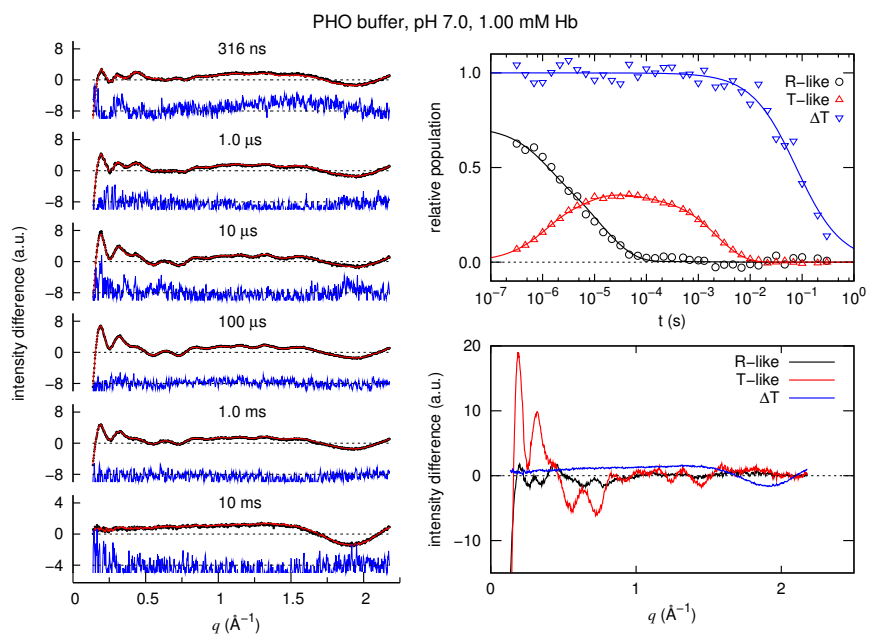 PHO buffer, pH 7.0, 1.00 mM Hb
intensity difference (a.u.)
316 ns
8
0
−8
1.0 µs
8
0
−8
10 µs
8
0
−8
100 µs
8
0
−8
1.0 ms
8
0
−8
10 ms
4
0
−4
0 0.5 1 1.5 2
q (Å⁻¹)
relative population
1.0
0.5
0.0
R−like
T−like
ΔT
10⁻⁷ 10⁻⁶ 10⁻⁵ 10⁻⁴ 10⁻³ 10⁻² 10⁻¹ 10⁰
t (s)
intensity difference (a.u.)
20
10
0
−10
R−like
T−like
ΔT
0 1 2
q (Å⁻¹)